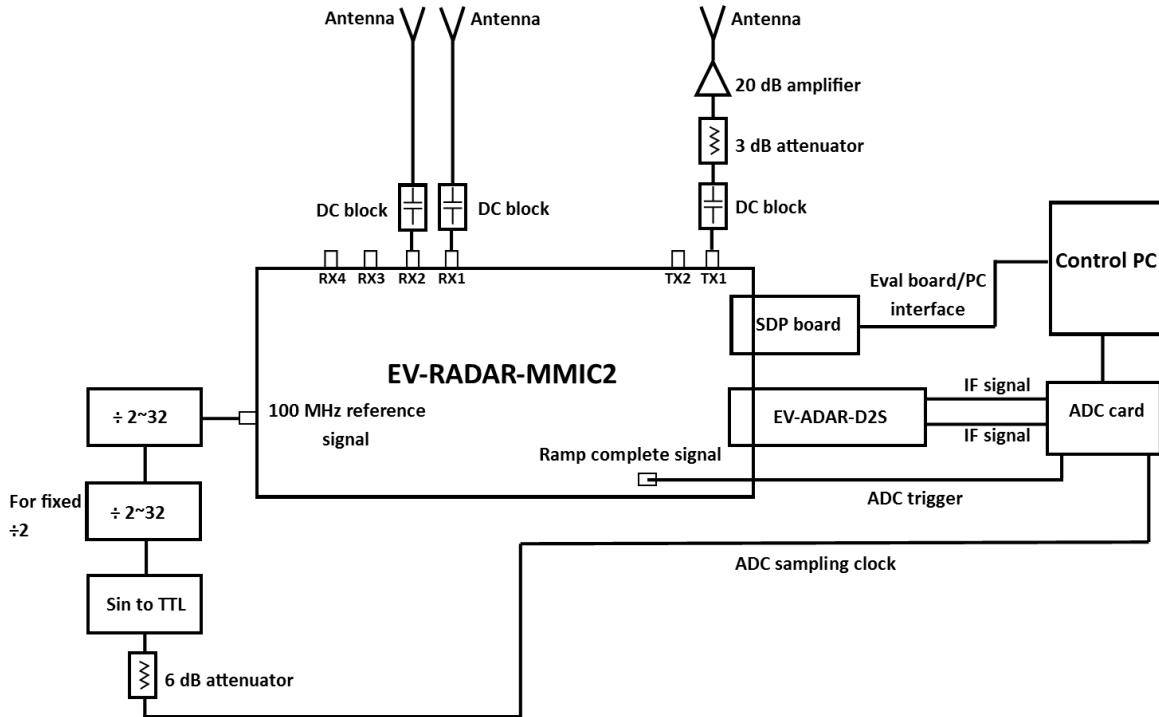 Antenna
Antenna
Antenna
20 dB amplifier
3 dB attenuator
DC block
DC block
DC block
RX4
RX3
RX2
RX1
TX2
TX1
Control PC
Eval board/PC
interface
SDP board
EV-RADAR-MMIC2
÷ 2~32
100 MHz reference
signal
EV-ADAR-D2S
IF signal
IF signal
ADC card
Ramp complete signal
ADC trigger
For fixed
÷2
÷ 2~32
ADC sampling clock
Sin to TTL
6 dB attenuator